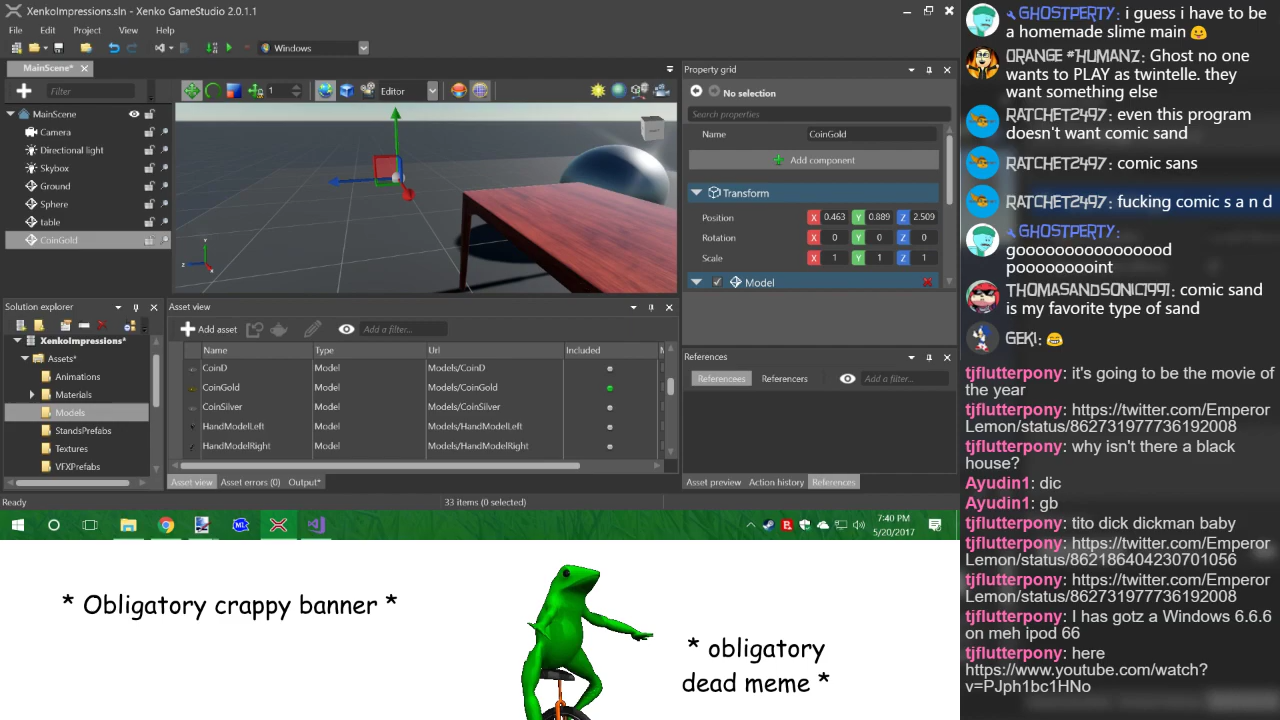 XenkoImpressions.sln* - Xenko GameStudio 2.0.1.1
File Edit Project View Help
Windows
MainScene*
Filter
1
Editor
MainScene
Camera
Directional light
Skybox
Ground
Sphere
table
CoinGold
Property grid
No selection
Search properties
Name CoinGold
Add component
Transform
Position X 0.463 Y 0.889 Z 2.509
Rotation X 0 Y 0 Z 0
Scale X 1 Y 1 Z 1
Model
Solution explorer
XenkoImpressions*
Assets*
Animations
Materials
Models
StandsPrefabs
Textures
VFXPrefabs
Asset view
Add asset
Add a filter...
Name Type Url Included
CoinD Model Models/CoinD
CoinGold Model Models/CoinGold
CoinSilver Model Models/CoinSilver
HandModelLeft Model Models/HandModelLeft
HandModelRight Model Models/HandModelRight
Asset view Asset errors (0) Output*
References
Referencees Referencers Add a filter...
Asset preview Action history References
Ready
33 items (0 selected)
7:40 PM
5/20/2017
* Obligatory crappy banner *
* obligatory
dead meme *
GHOSTPERTY: i guess i have to be
a homemade slime main
ORANGE #HUMANZ: Ghost no one
wants to PLAY as twintelle. they
want something else
RATCHET2497: even this program
doesn't want comic sand
RATCHET2497: comic sans
RATCHET2497: fucking comic s a n d
GHOSTPERTY:
gooooooooooooood
pooooooooint
THOMASANDSONIC1991: comic sand
is my favorite type of sand
GEKI:
tjflutterpony: it's going to be the movie of
the year
tjflutterpony: https://twitter.com/Emperor
Lemon/status/862731977736192008
tjflutterpony: why isn't there a black
house?
Ayudin1: dic
Ayudin1: gb
tjflutterpony: tito dick dickman baby
tjflutterpony: https://twitter.com/Emperor
Lemon/status/862186404230701056
tjflutterpony: https://twitter.com/Emperor
Lemon/status/862731977736192008
tjflutterpony: I has gotz a Windows 6.6.6
on meh ipod 66
tjflutterpony: here
https://www.youtube.com/watch?
v=PJph1bc1HNo